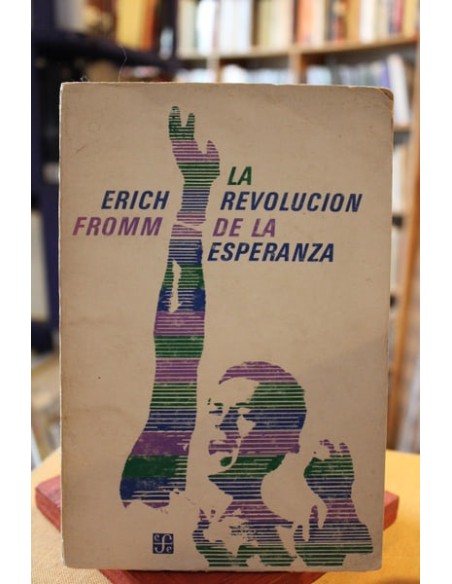 LA
ERICH REVOLUCION
FROMM DE LA
ESPERANZA